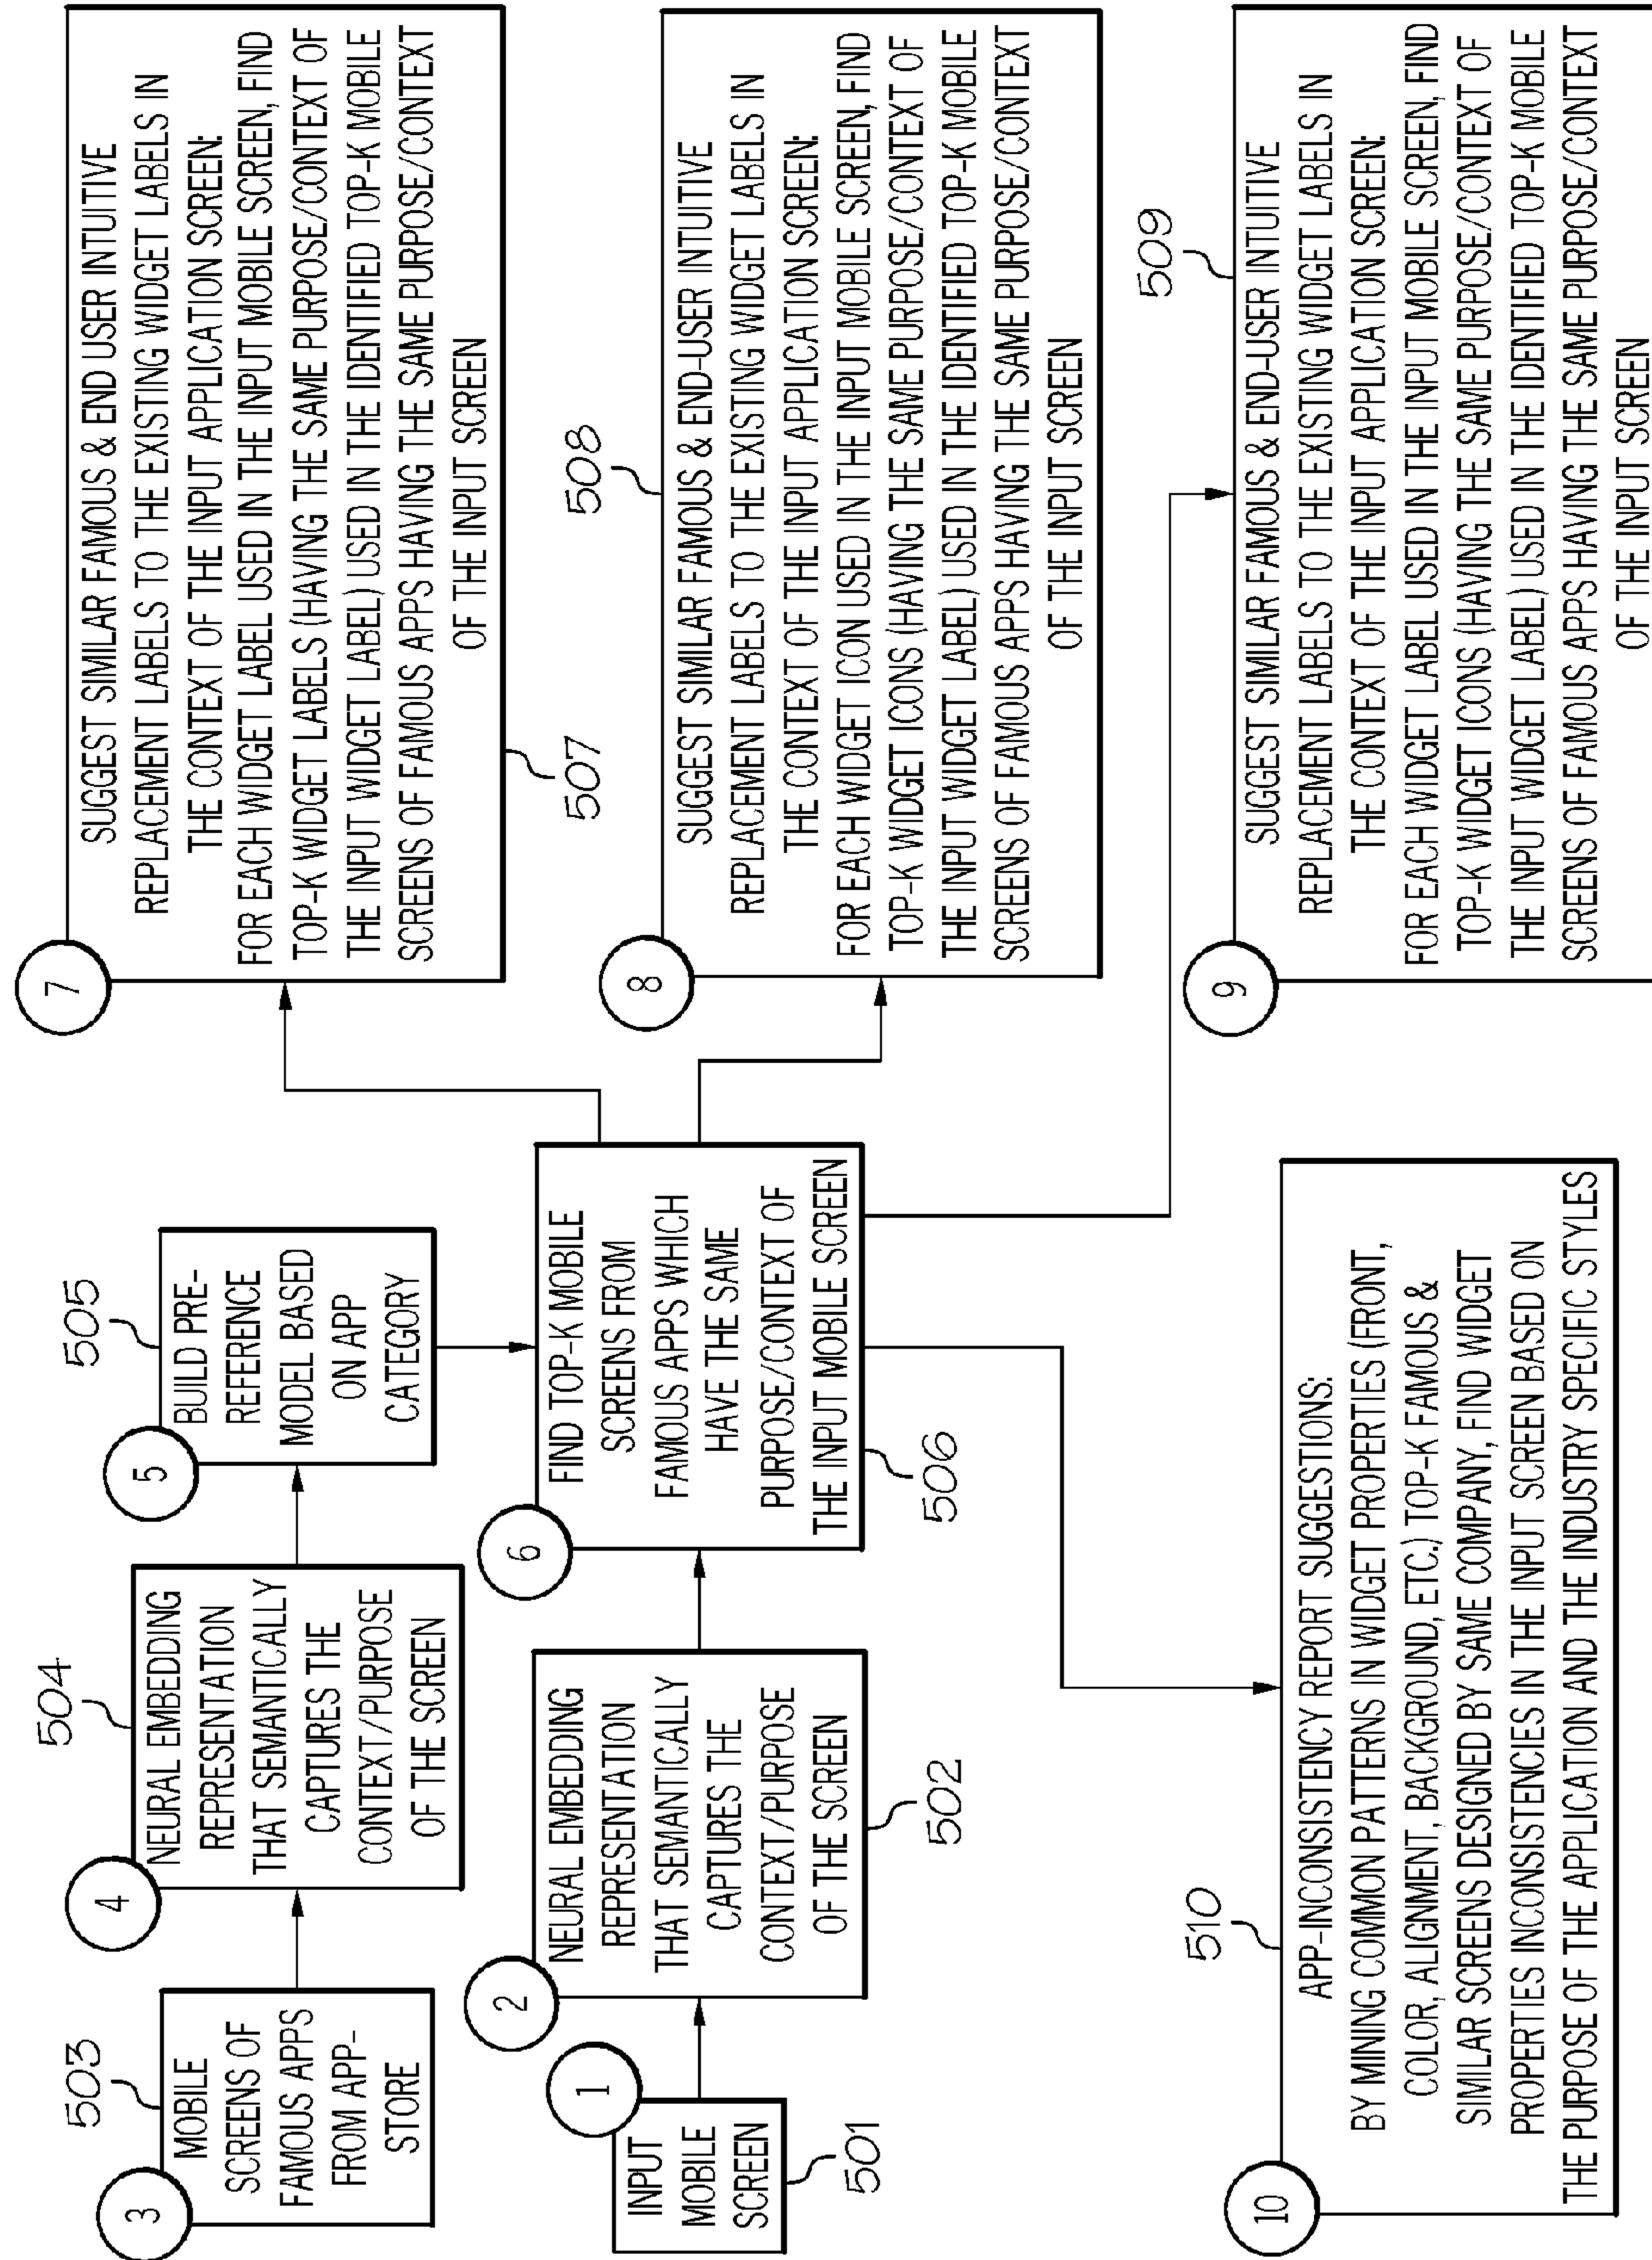 503
3
MOBILE
SCREENS OF
FAMOUS APPS
FROM APP-
STORE
504
4
NEURAL EMBEDDING
REPRESENTATION
THAT SEMANTICALLY
CAPTURES THE
CONTEXT/PURPOSE
OF THE SCREEN
505
5
BUILD PRE-
REFERENCE
MODEL BASED
ON APP
CATEGORY
1
INPUT
MOBILE
SCREEN
501
2
NEURAL EMBEDDING
REPRESENTATION
THAT SEMANTICALLY
CAPTURES THE
CONTEXT/PURPOSE
OF THE SCREEN
502
6
FIND TOP-K MOBILE
SCREENS FROM
FAMOUS APPS WHICH
HAVE THE SAME
PURPOSE/CONTEXT OF
THE INPUT MOBILE SCREEN
506
7
SUGGEST SIMILAR FAMOUS & END USER INTUITIVE
REPLACEMENT LABELS TO THE EXISTING WIDGET LABELS IN
THE CONTEXT OF THE INPUT APPLICATION SCREEN:
FOR EACH WIDGET LABEL USED IN THE INPUT MOBILE SCREEN, FIND
TOP-K WIDGET LABELS (HAVING THE SAME PURPOSE/CONTEXT OF
THE INPUT WIDGET LABEL) USED IN THE IDENTIFIED TOP-K MOBILE
SCREENS OF FAMOUS APPS HAVING THE SAME PURPOSE/CONTEXT
OF THE INPUT SCREEN
507
508
8
SUGGEST SIMILAR FAMOUS & END-USER INTUITIVE
REPLACEMENT LABELS TO THE EXISTING WIDGET LABELS IN
THE CONTEXT OF THE INPUT APPLICATION SCREEN:
FOR EACH WIDGET ICON USED IN THE INPUT MOBILE SCREEN, FIND
TOP-K WIDGET ICONS (HAVING THE SAME PURPOSE/CONTEXT OF
THE INPUT WIDGET LABEL) USED IN THE IDENTIFIED TOP-K MOBILE
SCREENS OF FAMOUS APPS HAVING THE SAME PURPOSE/CONTEXT
OF THE INPUT SCREEN
509
9
SUGGEST SIMILAR FAMOUS & END-USER INTUITIVE
REPLACEMENT LABELS TO THE EXISTING WIDGET LABELS IN
THE CONTEXT OF THE INPUT APPLICATION SCREEN:
FOR EACH WIDGET LABEL USED IN THE INPUT MOBILE SCREEN, FIND
TOP-K WIDGET ICONS (HAVING THE SAME PURPOSE/CONTEXT OF
THE INPUT WIDGET LABEL) USED IN THE IDENTIFIED TOP-K MOBILE
SCREENS OF FAMOUS APPS HAVING THE SAME PURPOSE/CONTEXT
OF THE INPUT SCREEN
510
10
APP-INCONSISTENCY REPORT SUGGESTIONS:
BY MINING COMMON PATTERNS IN WIDGET PROPERTIES (FRONT,
COLOR, ALIGNMENT, BACKGROUND, ETC.) TOP-K FAMOUS &
SIMILAR SCREENS DESIGNED BY SAME COMPANY, FIND WIDGET
PROPERTIES INCONSISTENCIES IN THE INPUT SCREEN BASED ON
THE PURPOSE OF THE APPLICATION AND THE INDUSTRY SPECIFIC STYLES